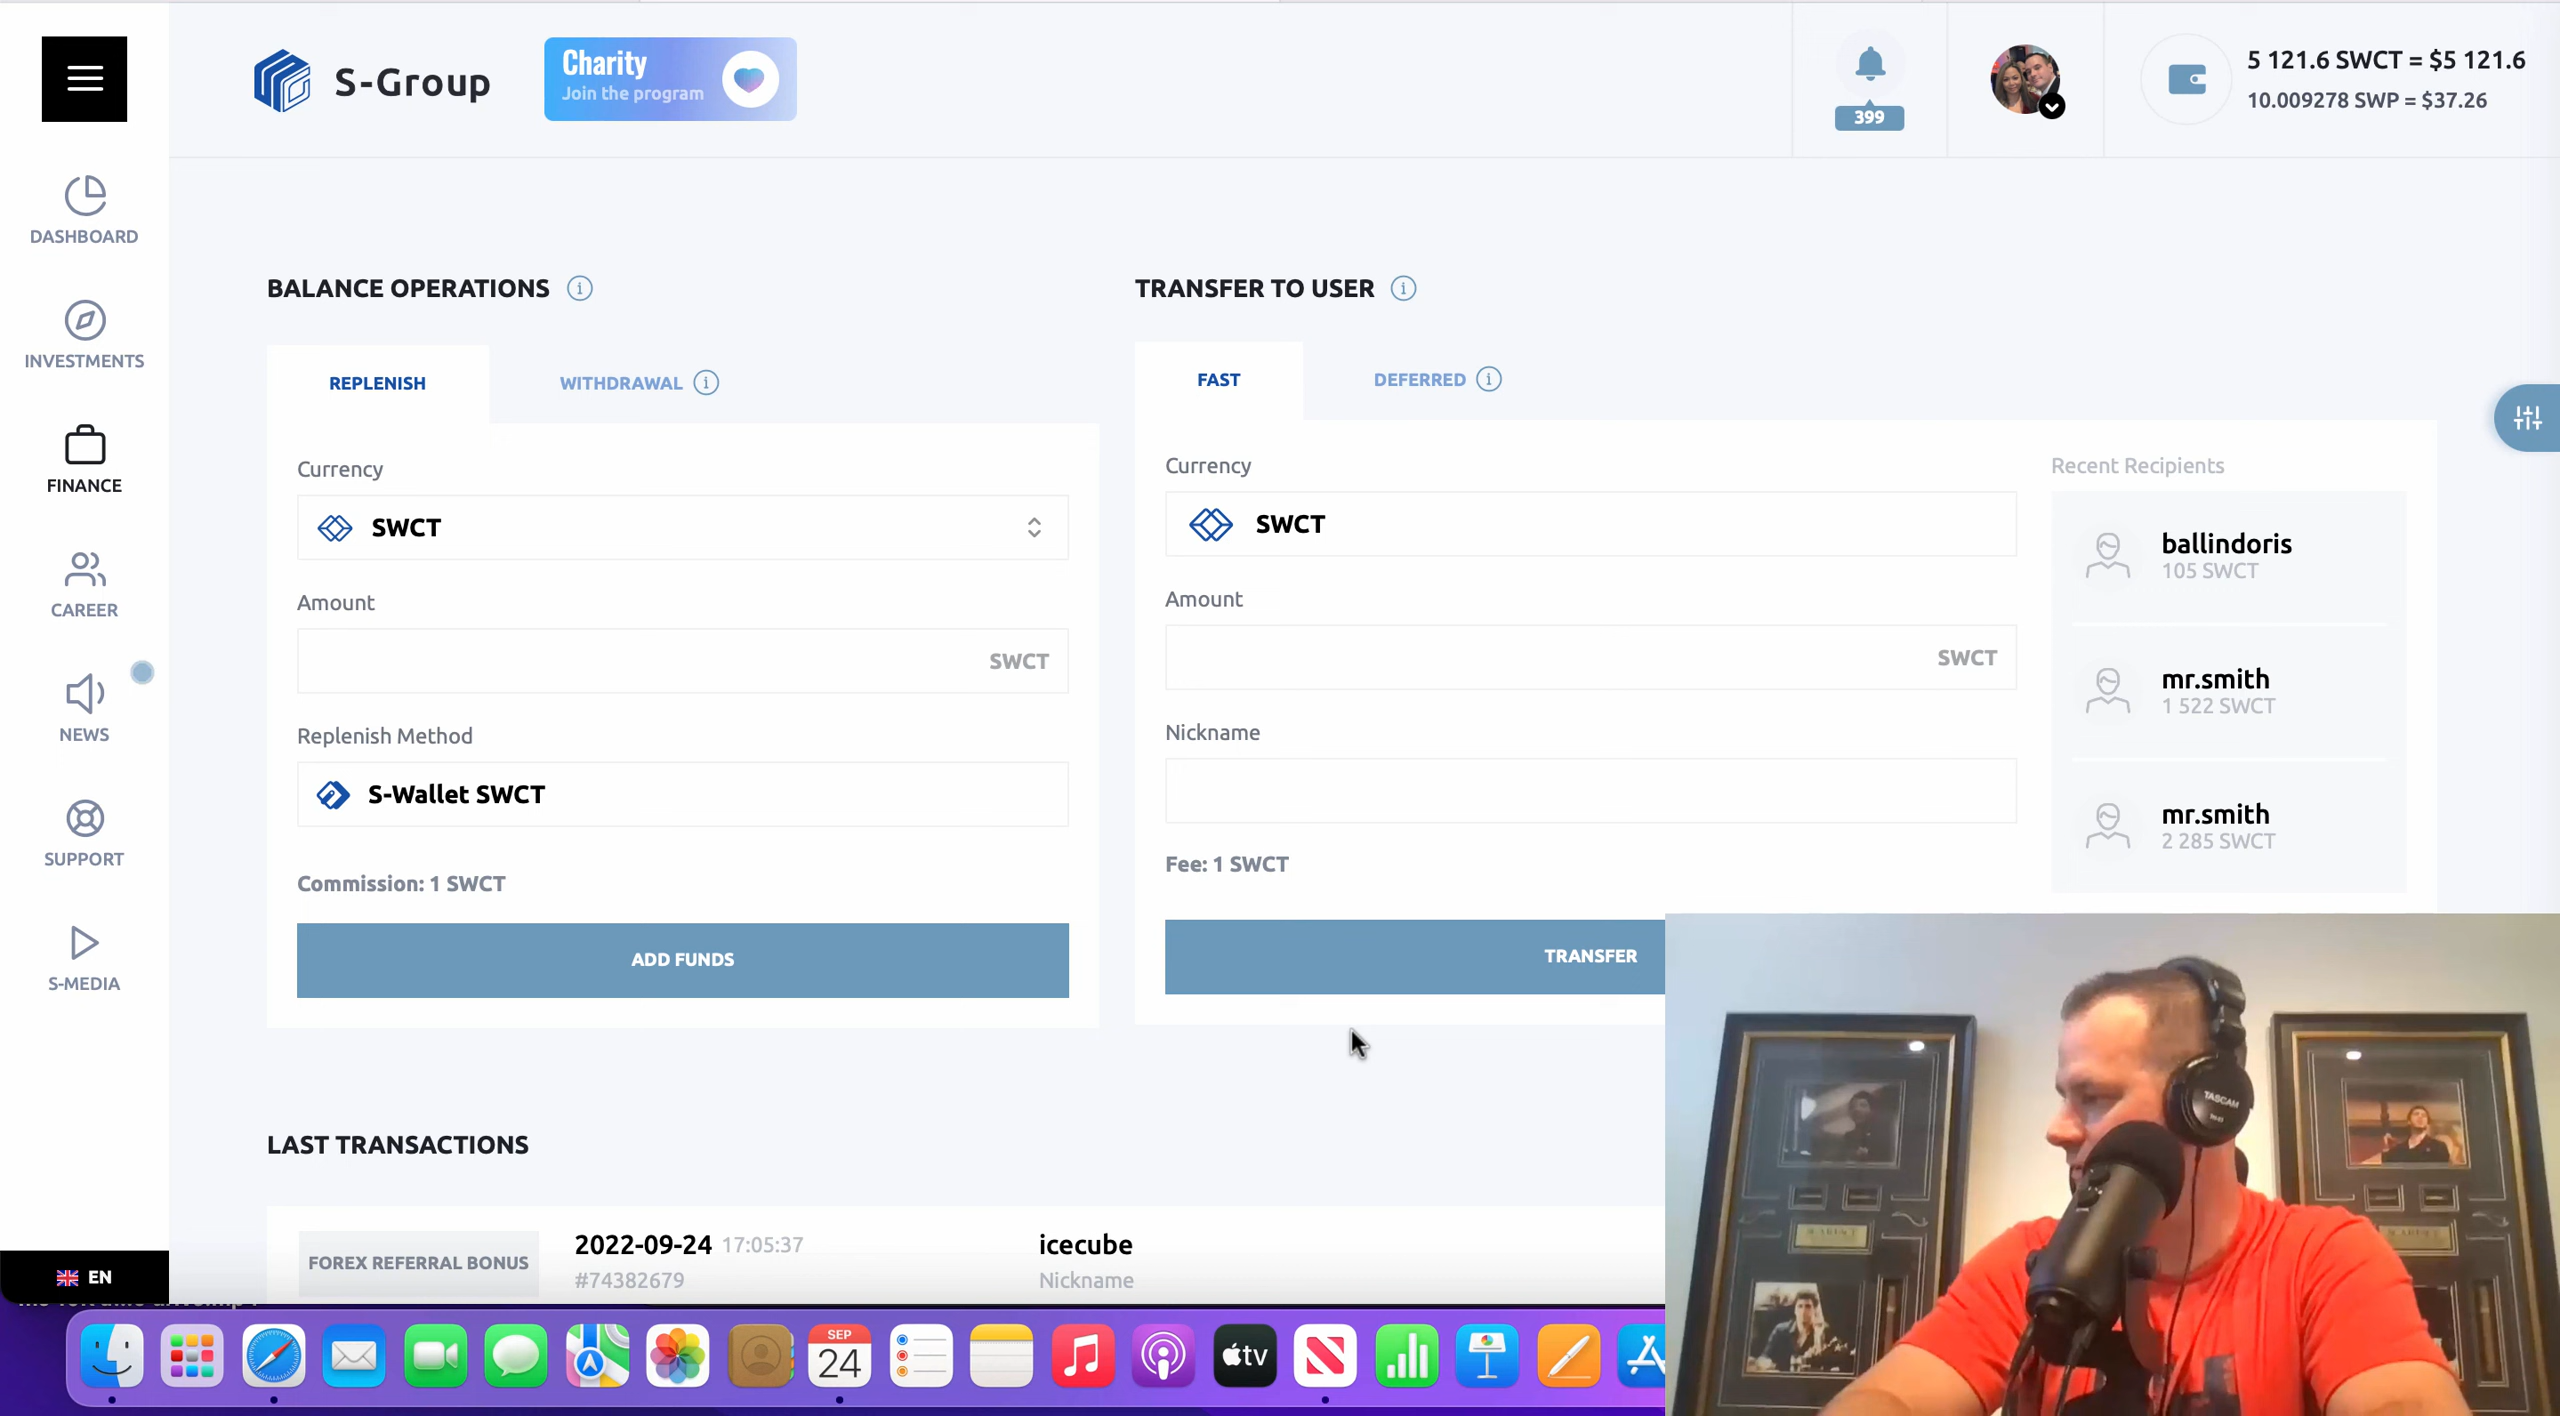 S-Group
Charity
Join the program
399
5 121.6 SWCT = $5 121.6
10.009278 SWP = $37.26
DASHBOARD
INVESTMENTS
FINANCE
CAREER
NEWS
SUPPORT
S-MEDIA
EN
BALANCE OPERATIONS
REPLENISH
WITHDRAWAL
Currency
SWCT
Amount
SWCT
Replenish Method
S-Wallet SWCT
Commission: 1 SWCT
ADD FUNDS
TRANSFER TO USER
FAST
DEFERRED
Currency
SWCT
Amount
SWCT
Nickname
Fee: 1 SWCT
TRANSFER
Recent Recipients
ballindoris
105 SWCT
mr.smith
1 522 SWCT
mr.smith
2 285 SWCT
LAST TRANSACTIONS
FOREX REFERRAL BONUS
2022-09-24 17:05:37
#74382679
icecube
Nickname
SEP
24
tv
TASCAM